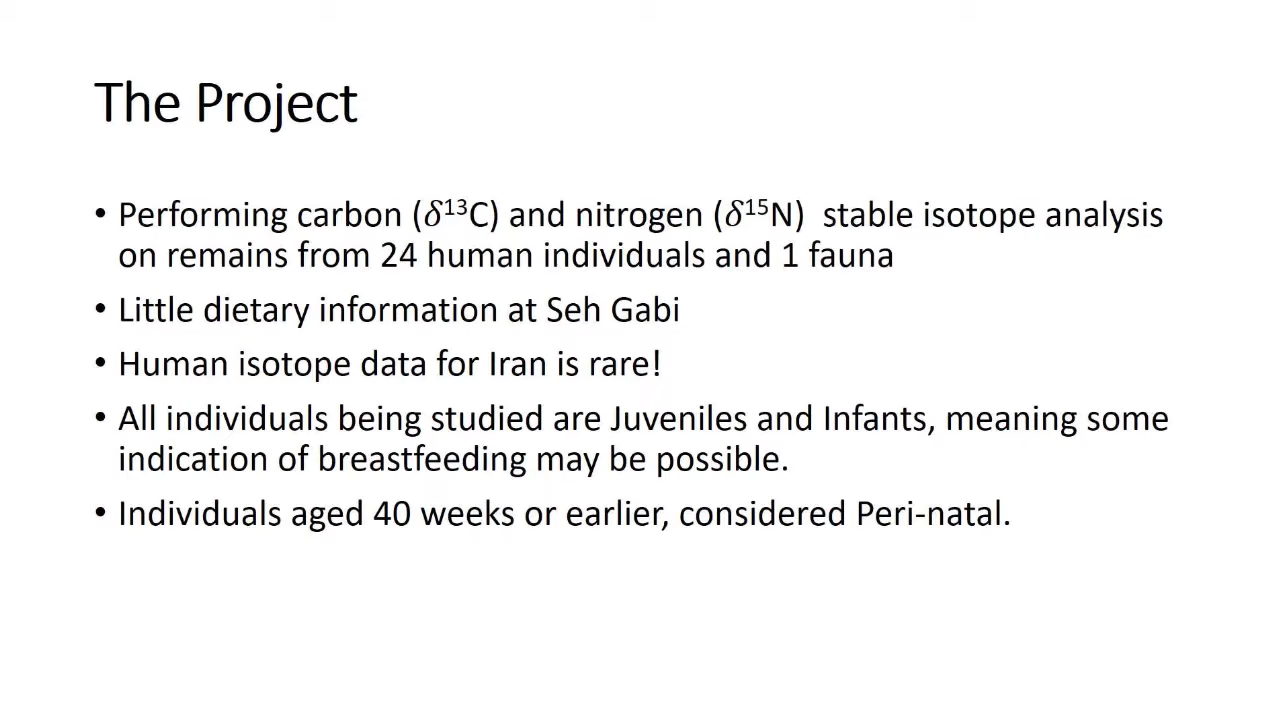 The Project
• Performing carbon (𝛿¹³C) and nitrogen (𝛿¹⁵N)  stable isotope analysis
on remains from 24 human individuals and 1 fauna
• Little dietary information at Seh Gabi
• Human isotope data for Iran is rare!
• All individuals being studied are Juveniles and Infants, meaning some
indication of breastfeeding may be possible.
• Individuals aged 40 weeks or earlier, considered Peri-natal.